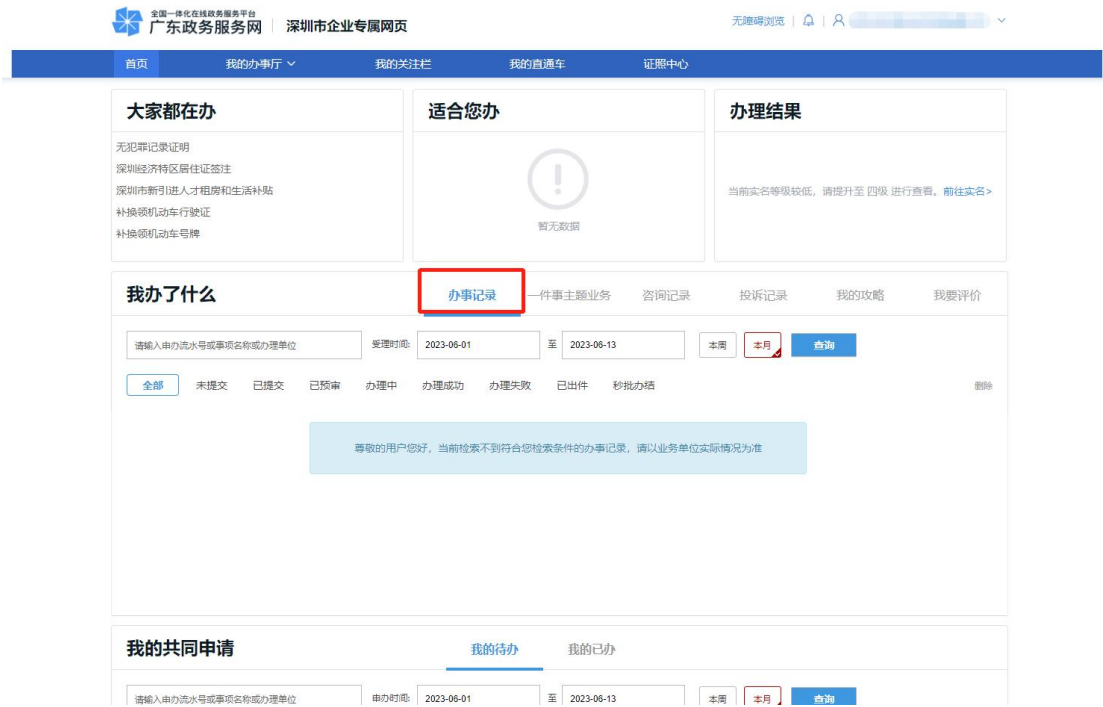 全国一体化在线政务服务平台
广东政务服务网 深圳市企业专属网页 无障碍浏览
首页 我的办事厅 我的关注栏 我的直通车 证照中心
大家都在办
无犯罪记录证明
深圳经济特区居住证签注
深圳市新引进人才租房和生活补贴
补换领机动车行驶证
补换领机动车号牌
适合您办
暂无数据
办理结果
当前实名等级较低，请提升至 四级 进行查看。前往实名>
我办了什么 办事记录 一件事主题业务 咨询记录 投诉记录 我的攻略 我要评价
请输入申办流水号或事项名称或办理单位 受理时间: 2023-06-01 至 2023-06-13 本周 本月 查询
全部 未提交 已提交 已预审 办理中 办理成功 办理失败 已出件 秒批办结 删除
尊敬的用户您好，当前检索不到符合您检索条件的办事记录，请以业务单位实际情况为准
我的共同申请 我的待办 我的已办
请输入申办流水号或事项名称或办理单位 申办时间: 2023-06-01 至 2023-06-13 本周 本月 查询